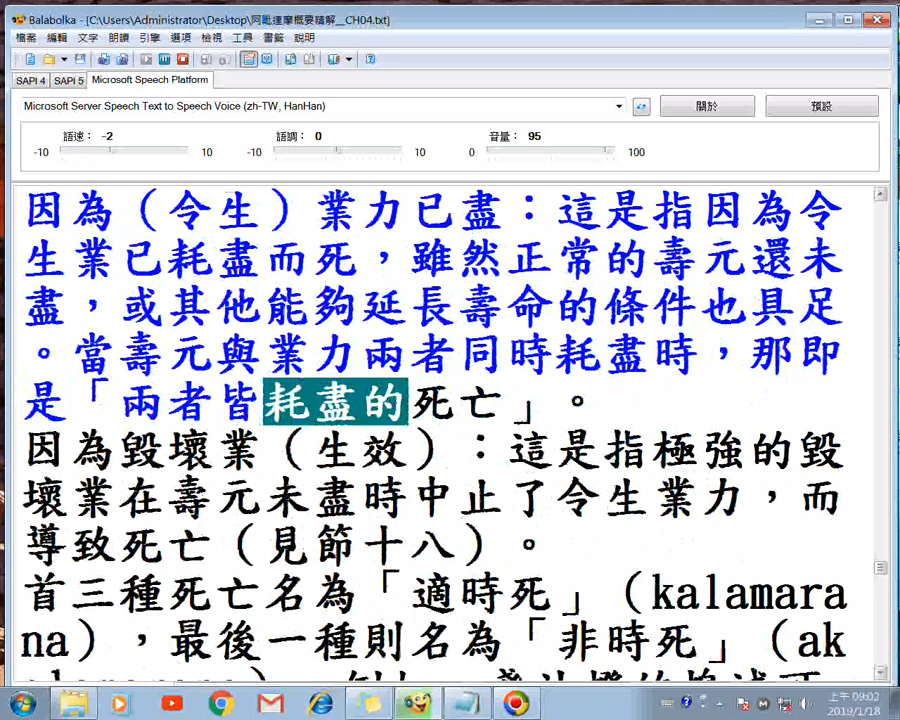 Balabolka - [C:\Users\Administrator\Desktop\阿毗達摩概要精解__CH04.txt]
檔案 編輯 文字 朗讀 引擎 選項 檢視 工具 書籤 說明
SAPI 4 SAPI 5 Microsoft Speech Platform
Microsoft Server Speech Text to Speech Voice (zh-TW, HanHan) 關於 預設
語速： -2 語調： 0 音量： 95
-10 10 -10 10 0 100
因為（令生）業力已盡：這是指因為令
生業已耗盡而死，雖然正常的壽元還未
盡，或其他能夠延長壽命的條件也具足
。當壽元與業力兩者同時耗盡時，那即
是「兩者皆耗盡的死亡」。
因為毀壞業（生效）：這是指極強的毀
壞業在壽元未盡時中止了令生業力，而
導致死亡（見節十八）。
首三種死亡名為「適時死」（kalamara
na），最後一種則名為「非時死」（ak
上午 09:02
2019/1/18